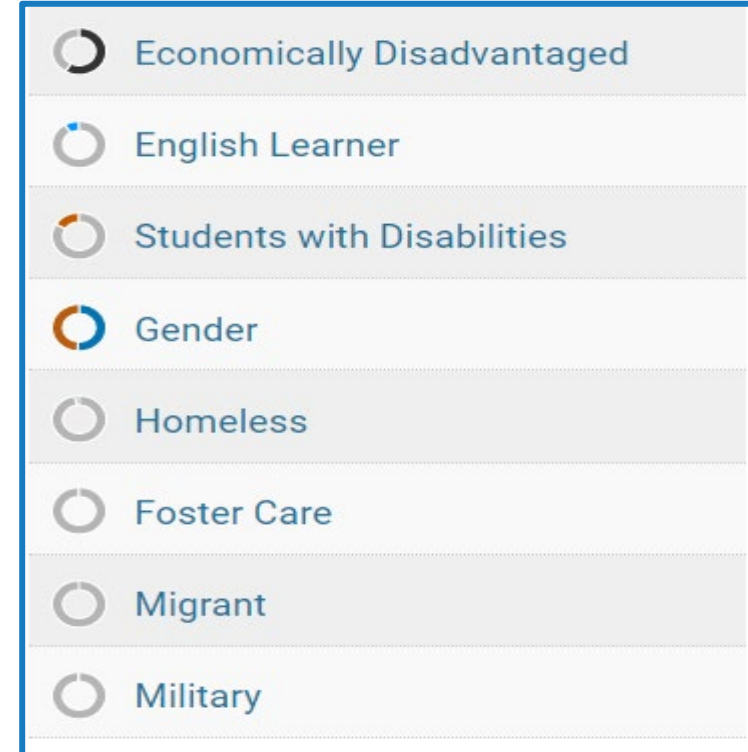 Economically Disadvantaged
English Learner
Students with Disabilities
Gender
Homeless
Foster Care
Migrant
Military